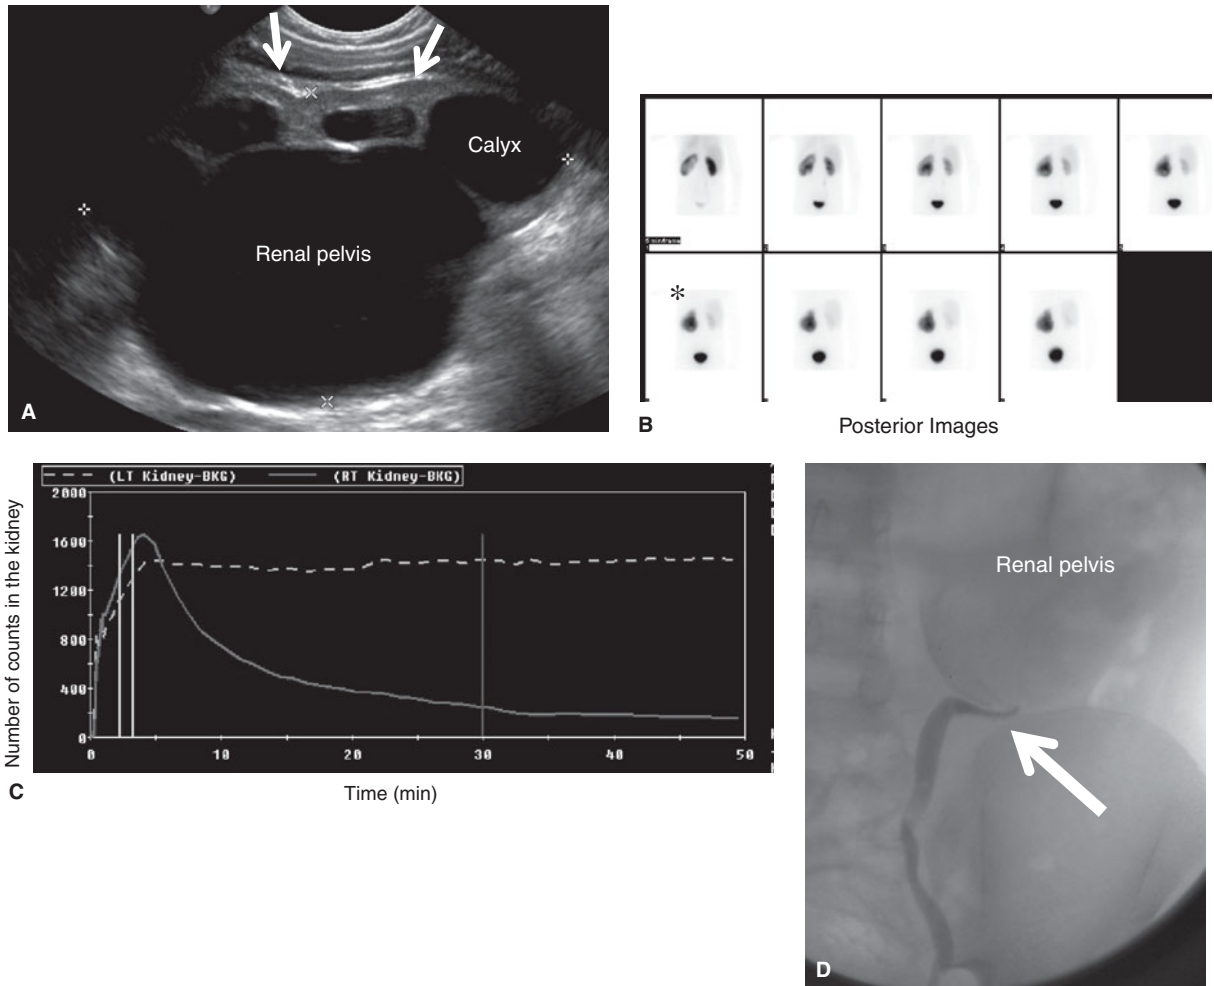 Calyx
Renal pelvis
A
*
B
Posterior Images
(LT Kidney-BKG) (RT Kidney-BKG)
Number of counts in the kidney
2000
1600
1200
800
400
0
0 10 20 30 40 50
C
Time (min)
Renal pelvis
D